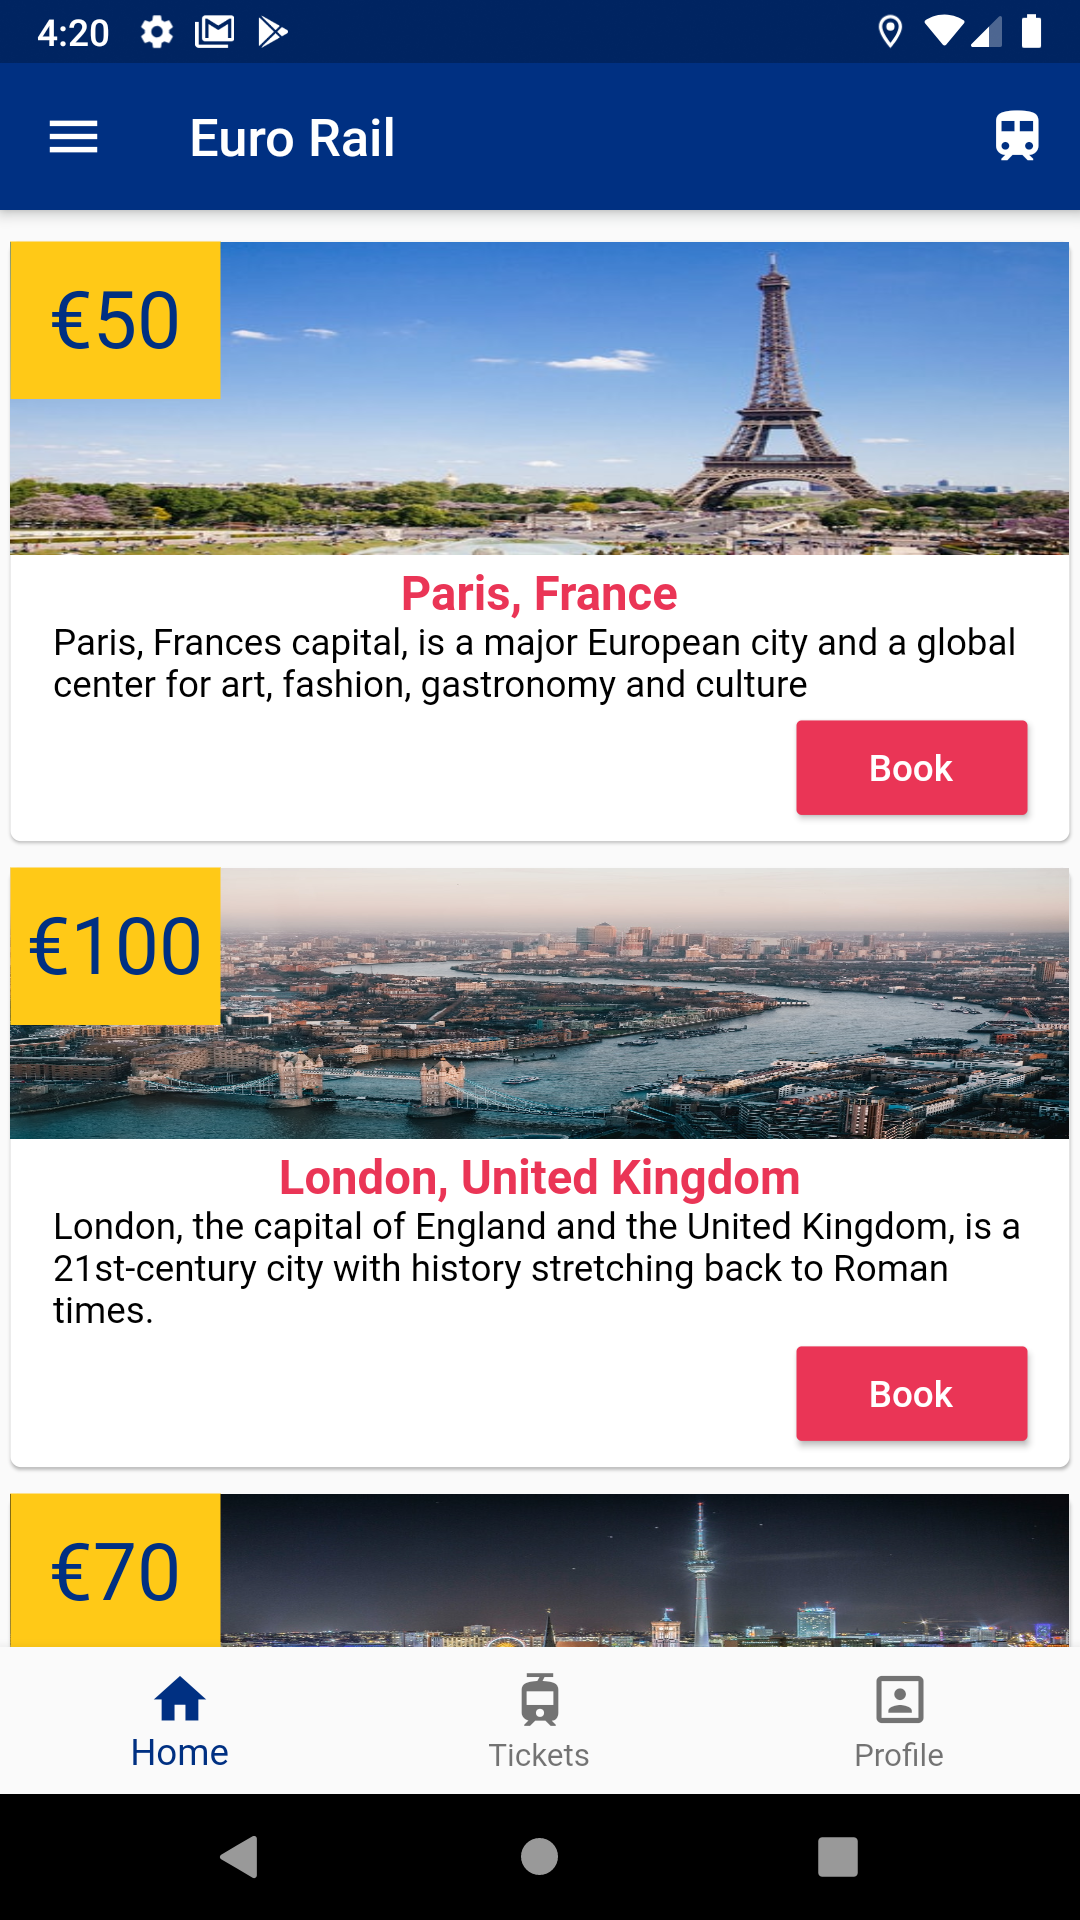 4:20
Euro Rail
€50
Paris, France
Paris, Frances capital, is a major European city and a global
center for art, fashion, gastronomy and culture
Book
€100
London, United Kingdom
London, the capital of England and the United Kingdom, is a
21st-century city with history stretching back to Roman
times.
Book
€70
Home
Tickets
Profile